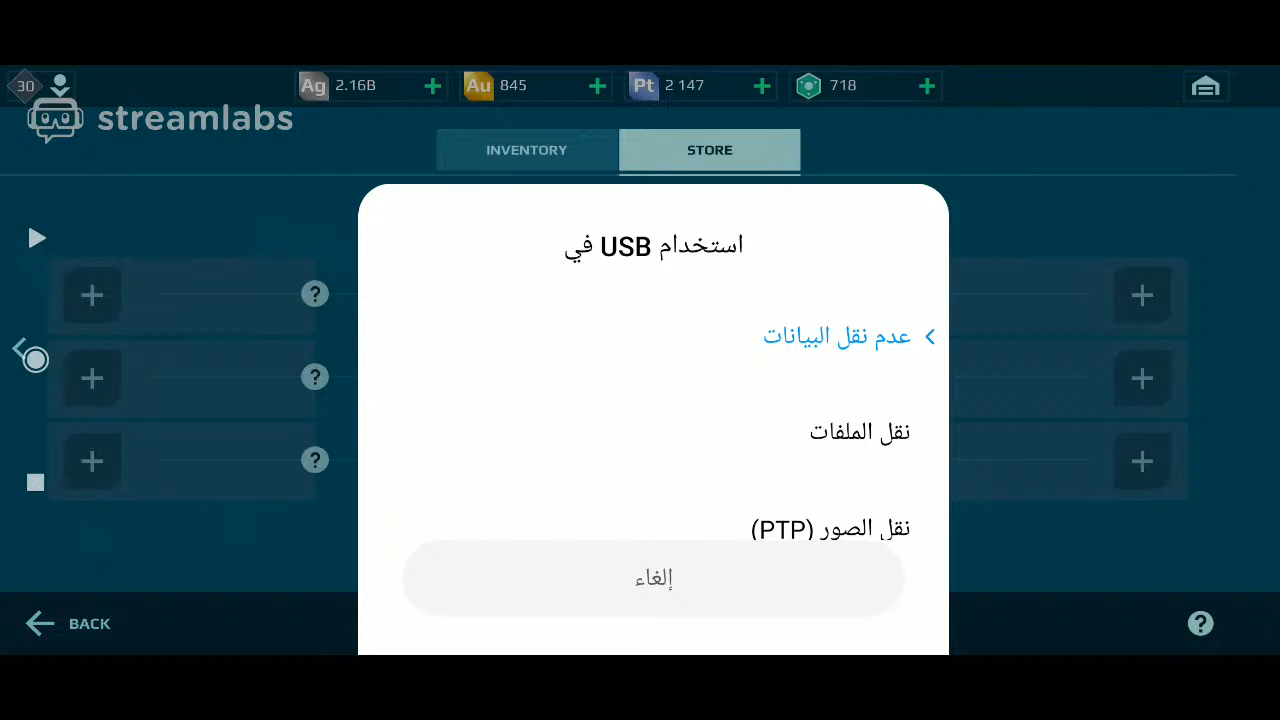 30
Ag 2.16B +
Au 845 +
Pt 2 147 +
718 +
streamlabs
INVENTORY
STORE
استخدام USB في
عدم نقل البيانات
نقل الملفات
نقل الصور (PTP)
إلغاء
+ ? +
+ ? +
+ ? +
BACK
?